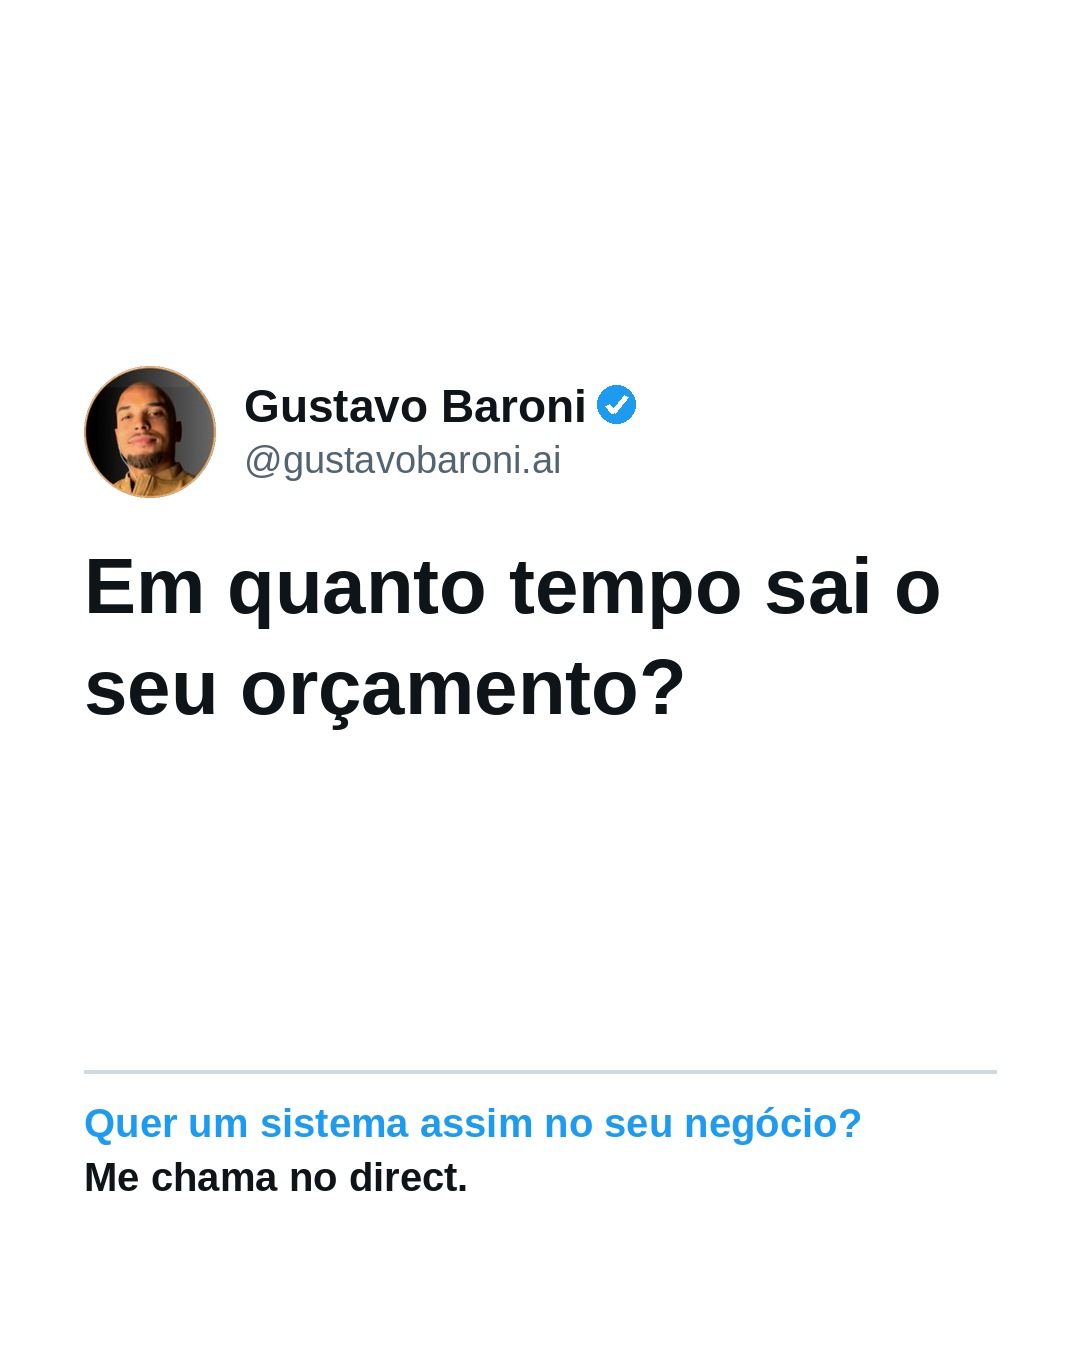 Gustavo Baroni
@gustavobaroni.ai
Em quanto tempo sai o
seu orçamento?
Quer um sistema assim no seu negócio?
Me chama no direct.